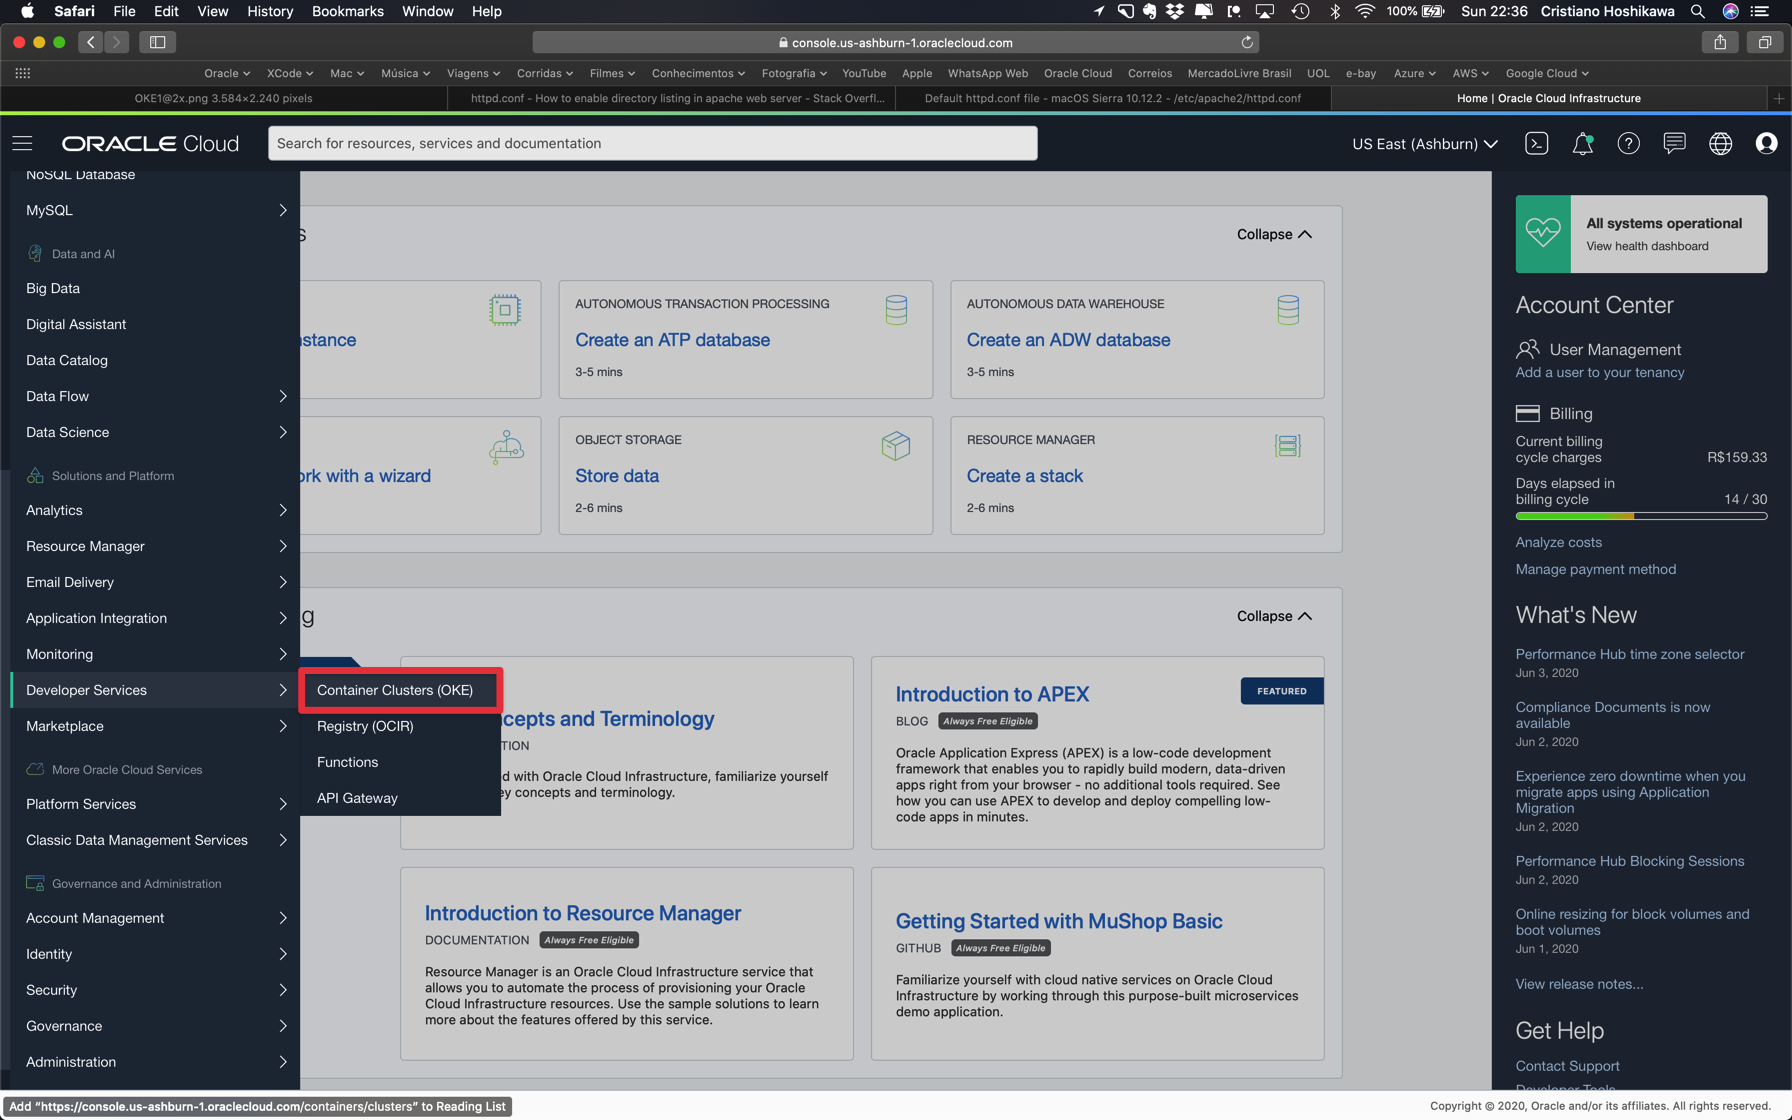 Safari File Edit View History Bookmarks Window Help
100% Sun 22:36 Cristiano Hoshikawa
console.us-ashburn-1.oraclecloud.com
Oracle XCode Mac Música Viagens Corridas Filmes Conhecimentos Fotografia YouTube Apple WhatsApp Web Oracle Cloud Correios MercadoLivre Brasil UOL e-bay Azure AWS Google Cloud
OKE1@2x.png 3.584×2.240 pixels
httpd.conf - How to enable directory listing in apache web server - Stack Overfl...
Default httpd.conf file - macOS Sierra 10.12.2 - /etc/apache2/httpd.conf
Home | Oracle Cloud Infrastructure
ORACLE Cloud
Search for resources, services and documentation
US East (Ashburn)
NoSQL Database
MySQL
Data and AI
Big Data
Digital Assistant
Data Catalog
Data Flow
Data Science
Solutions and Platform
Analytics
Resource Manager
Email Delivery
Application Integration
Monitoring
Developer Services
Marketplace
More Oracle Cloud Services
Platform Services
Classic Data Management Services
Governance and Administration
Account Management
Identity
Security
Governance
Administration
Container Clusters (OKE)
Registry (OCIR)
Functions
API Gateway
s
Collapse
stance
AUTONOMOUS TRANSACTION PROCESSING
Create an ATP database
3-5 mins
AUTONOMOUS DATA WAREHOUSE
Create an ADW database
3-5 mins
rk with a wizard
OBJECT STORAGE
Store data
2-6 mins
RESOURCE MANAGER
Create a stack
2-6 mins
g
Collapse
cepts and Terminology
TION
d with Oracle Cloud Infrastructure, familiarize yourself
y concepts and terminology.
FEATURED
Introduction to APEX
BLOG Always Free Eligible
Oracle Application Express (APEX) is a low-code development
framework that enables you to rapidly build modern, data-driven
apps right from your browser - no additional tools required. See
how you can use APEX to develop and deploy compelling low-
code apps in minutes.
Introduction to Resource Manager
DOCUMENTATION Always Free Eligible
Resource Manager is an Oracle Cloud Infrastructure service that
allows you to automate the process of provisioning your Oracle
Cloud Infrastructure resources. Use the sample solutions to learn
more about the features offered by this service.
Getting Started with MuShop Basic
GITHUB Always Free Eligible
Familiarize yourself with cloud native services on Oracle Cloud
Infrastructure by working through this purpose-built microservices
demo application.
All systems operational
View health dashboard
Account Center
User Management
Add a user to your tenancy
Billing
Current billing
cycle charges R$159.33
Days elapsed in
billing cycle 14 / 30
Analyze costs
Manage payment method
What's New
Performance Hub time zone selector
Jun 3, 2020
Compliance Documents is now
available
Jun 2, 2020
Experience zero downtime when you
migrate apps using Application
Migration
Jun 2, 2020
Performance Hub Blocking Sessions
Jun 2, 2020
Online resizing for block volumes and
boot volumes
Jun 1, 2020
View release notes...
Get Help
Contact Support
Developer Tools
Add “https://console.us-ashburn-1.oraclecloud.com/containers/clusters” to Reading List
Copyright © 2020, Oracle and/or its affiliates. All rights reserved.